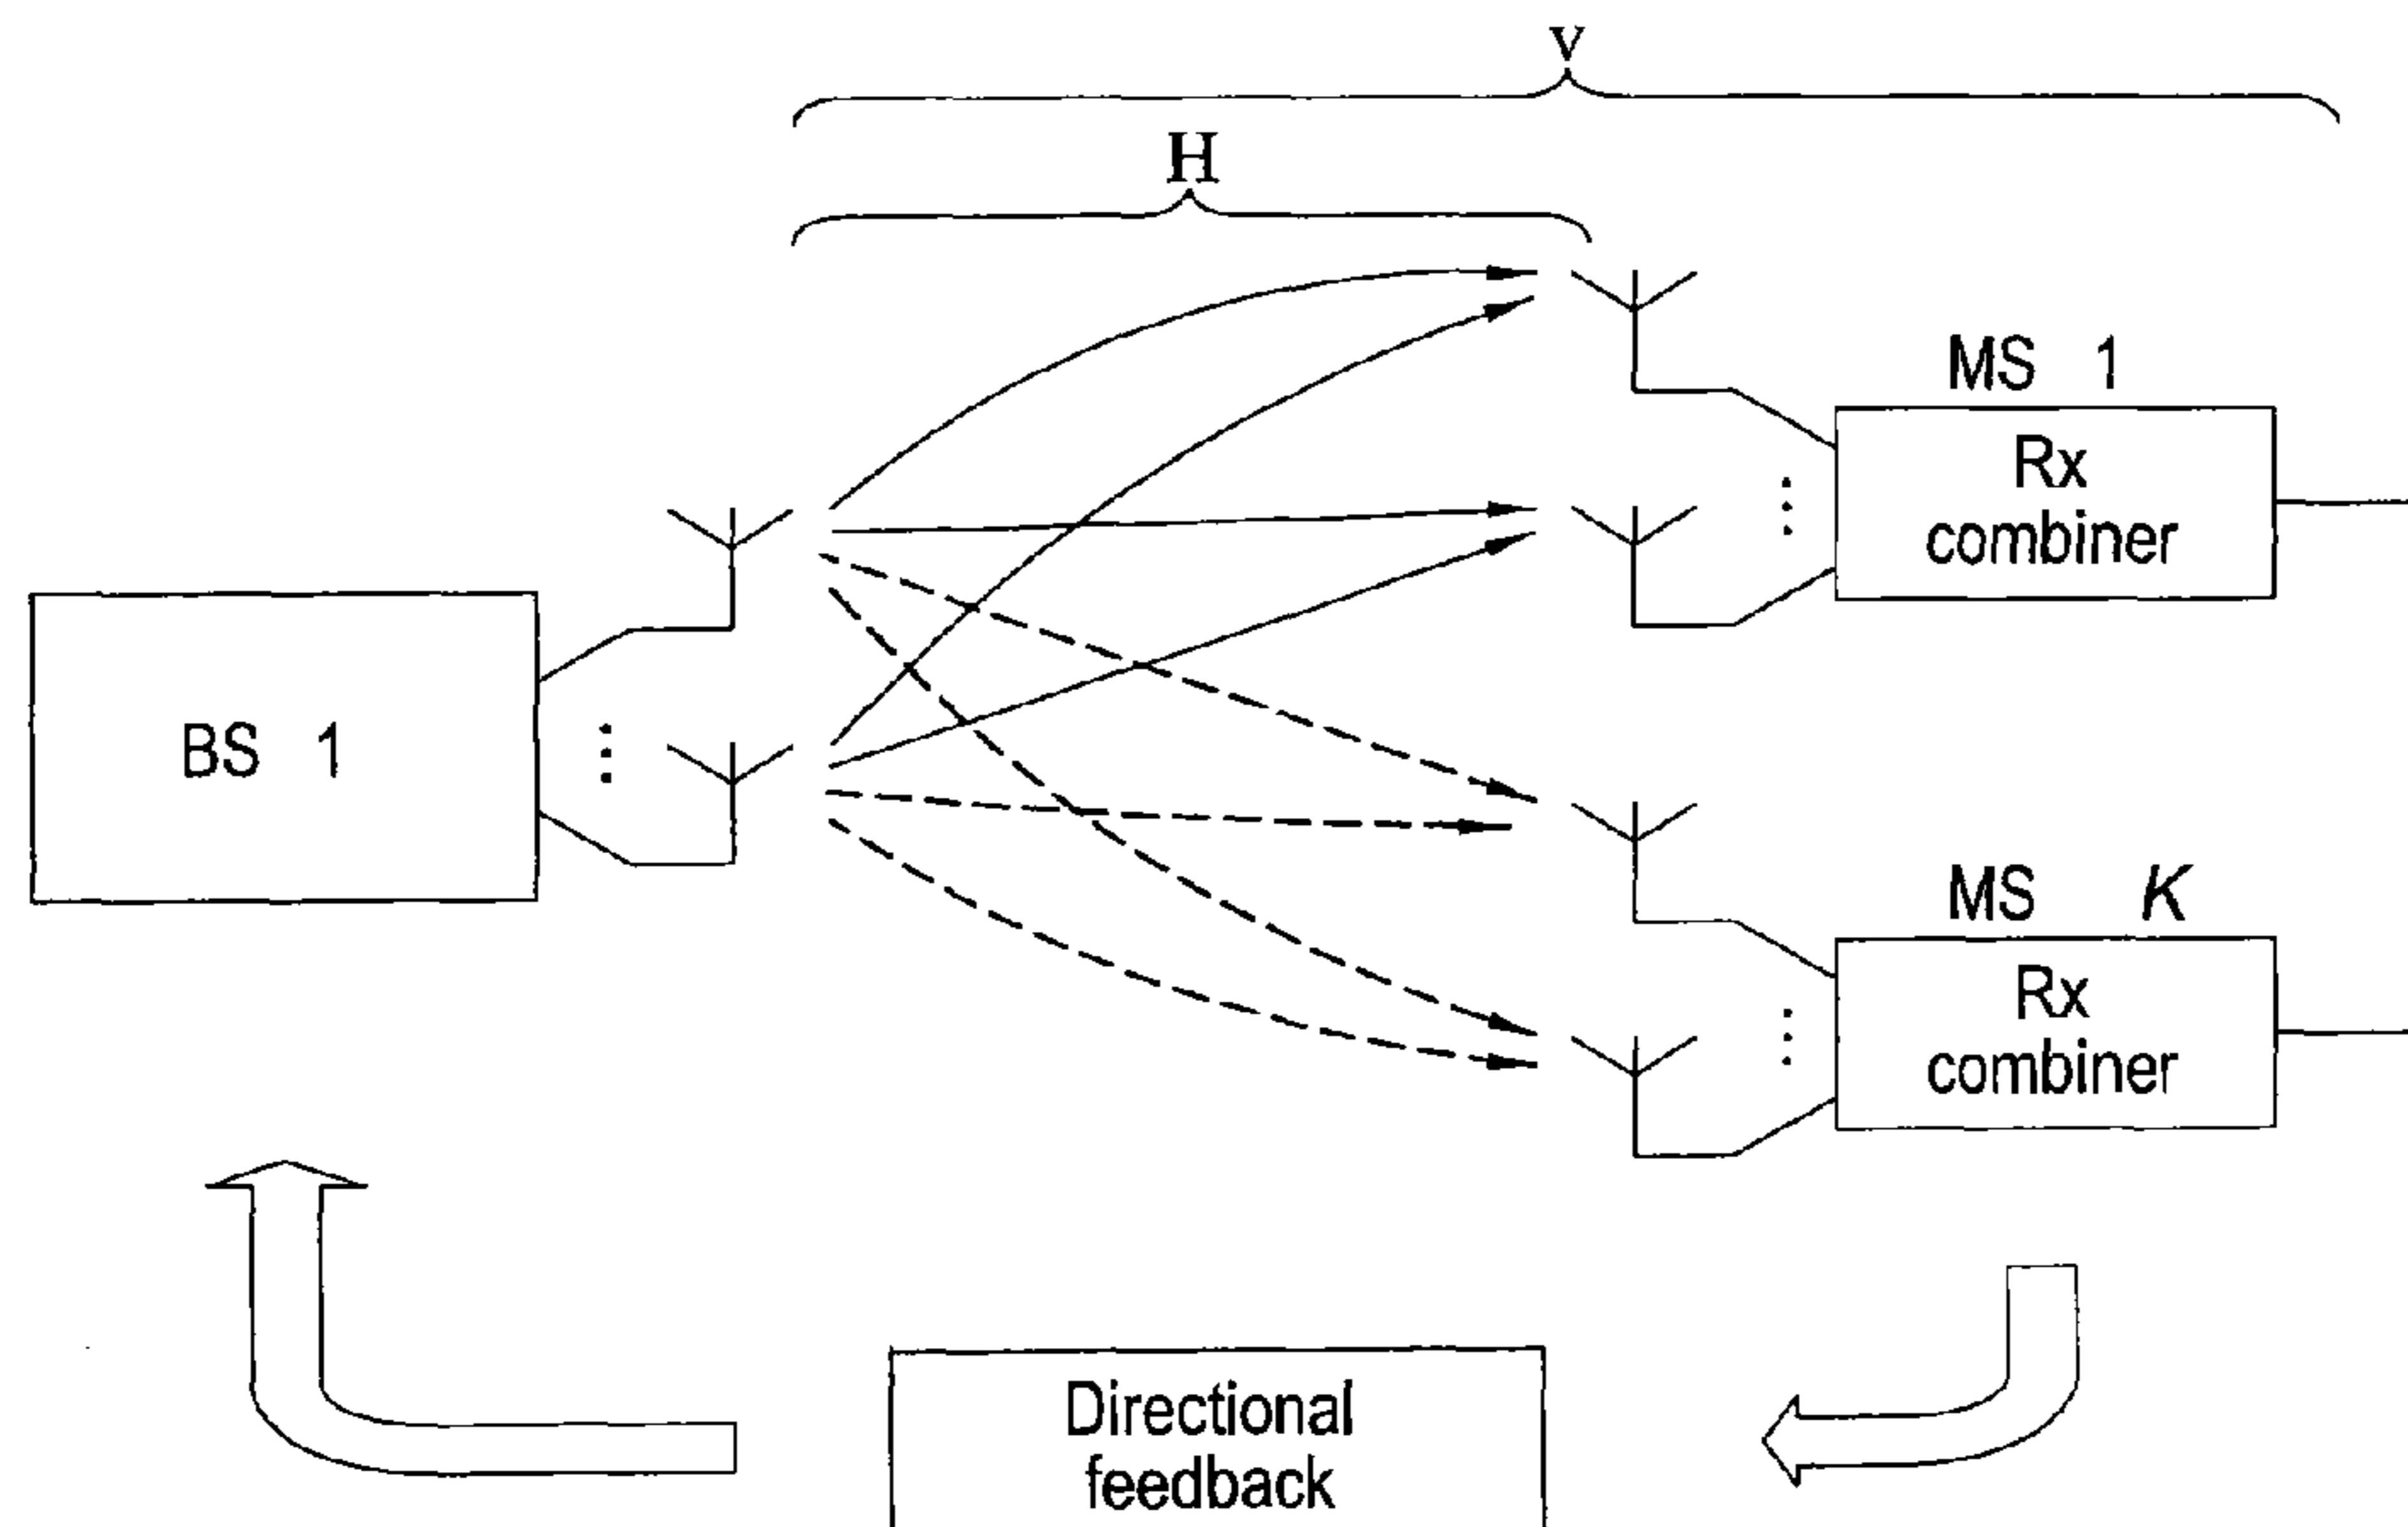 v
H
MS 1
Rx
combiner
BS 1
MS K
Rx
combiner
Directional
feedback